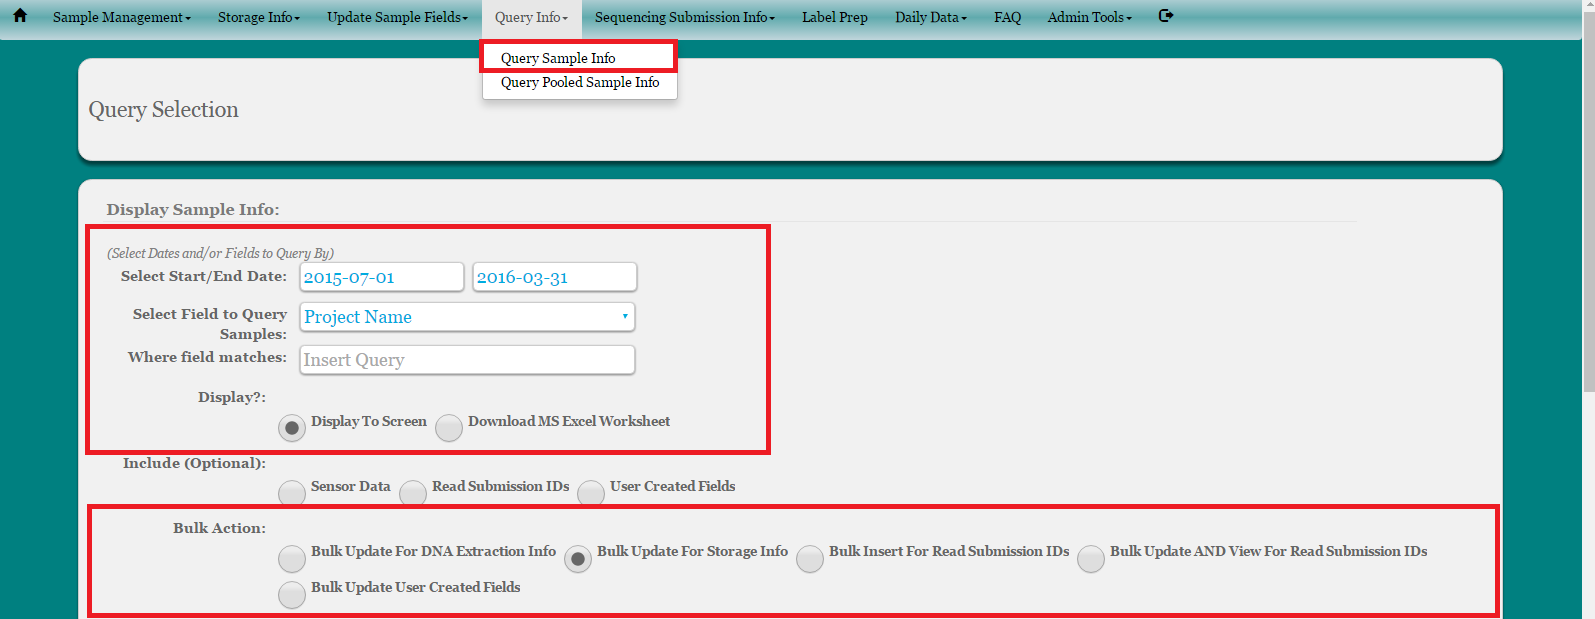 Sample Management Storage Info Update Sample Fields Query Info Sequencing Submission Info Label Prep Daily Data FAQ Admin Tools
Query Sample Info
Query Pooled Sample Info
Query Selection
Display Sample Info:
(Select Dates and/or Fields to Query By)
Select Start/End Date: 2015-07-01 2016-03-31
Select Field to Query Project Name
Samples:
Where field matches: Insert Query
Display?:
Display To Screen Download MS Excel Worksheet
Include (Optional):
Sensor Data Read Submission IDs User Created Fields
Bulk Action:
Bulk Update For DNA Extraction Info Bulk Update For Storage Info Bulk Insert For Read Submission IDs Bulk Update AND View For Read Submission IDs
Bulk Update User Created Fields